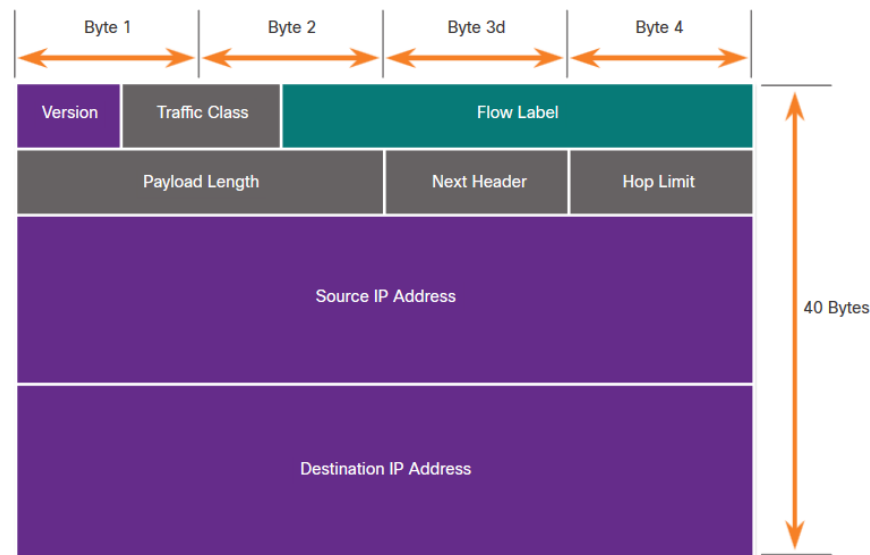 Byte 1 Byte 2 Byte 3d Byte 4
Version Traffic Class Flow Label
Payload Length Next Header Hop Limit
Source IP Address
40 Bytes
Destination IP Address